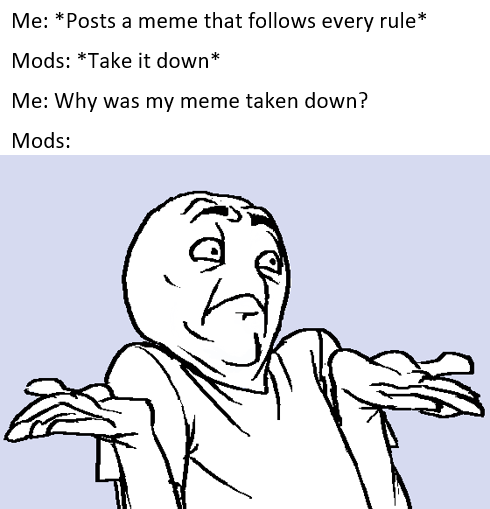 Me: *Posts a meme that follows every rule*
Mods: *Take it down*
Me: Why was my meme taken down?
Mods: